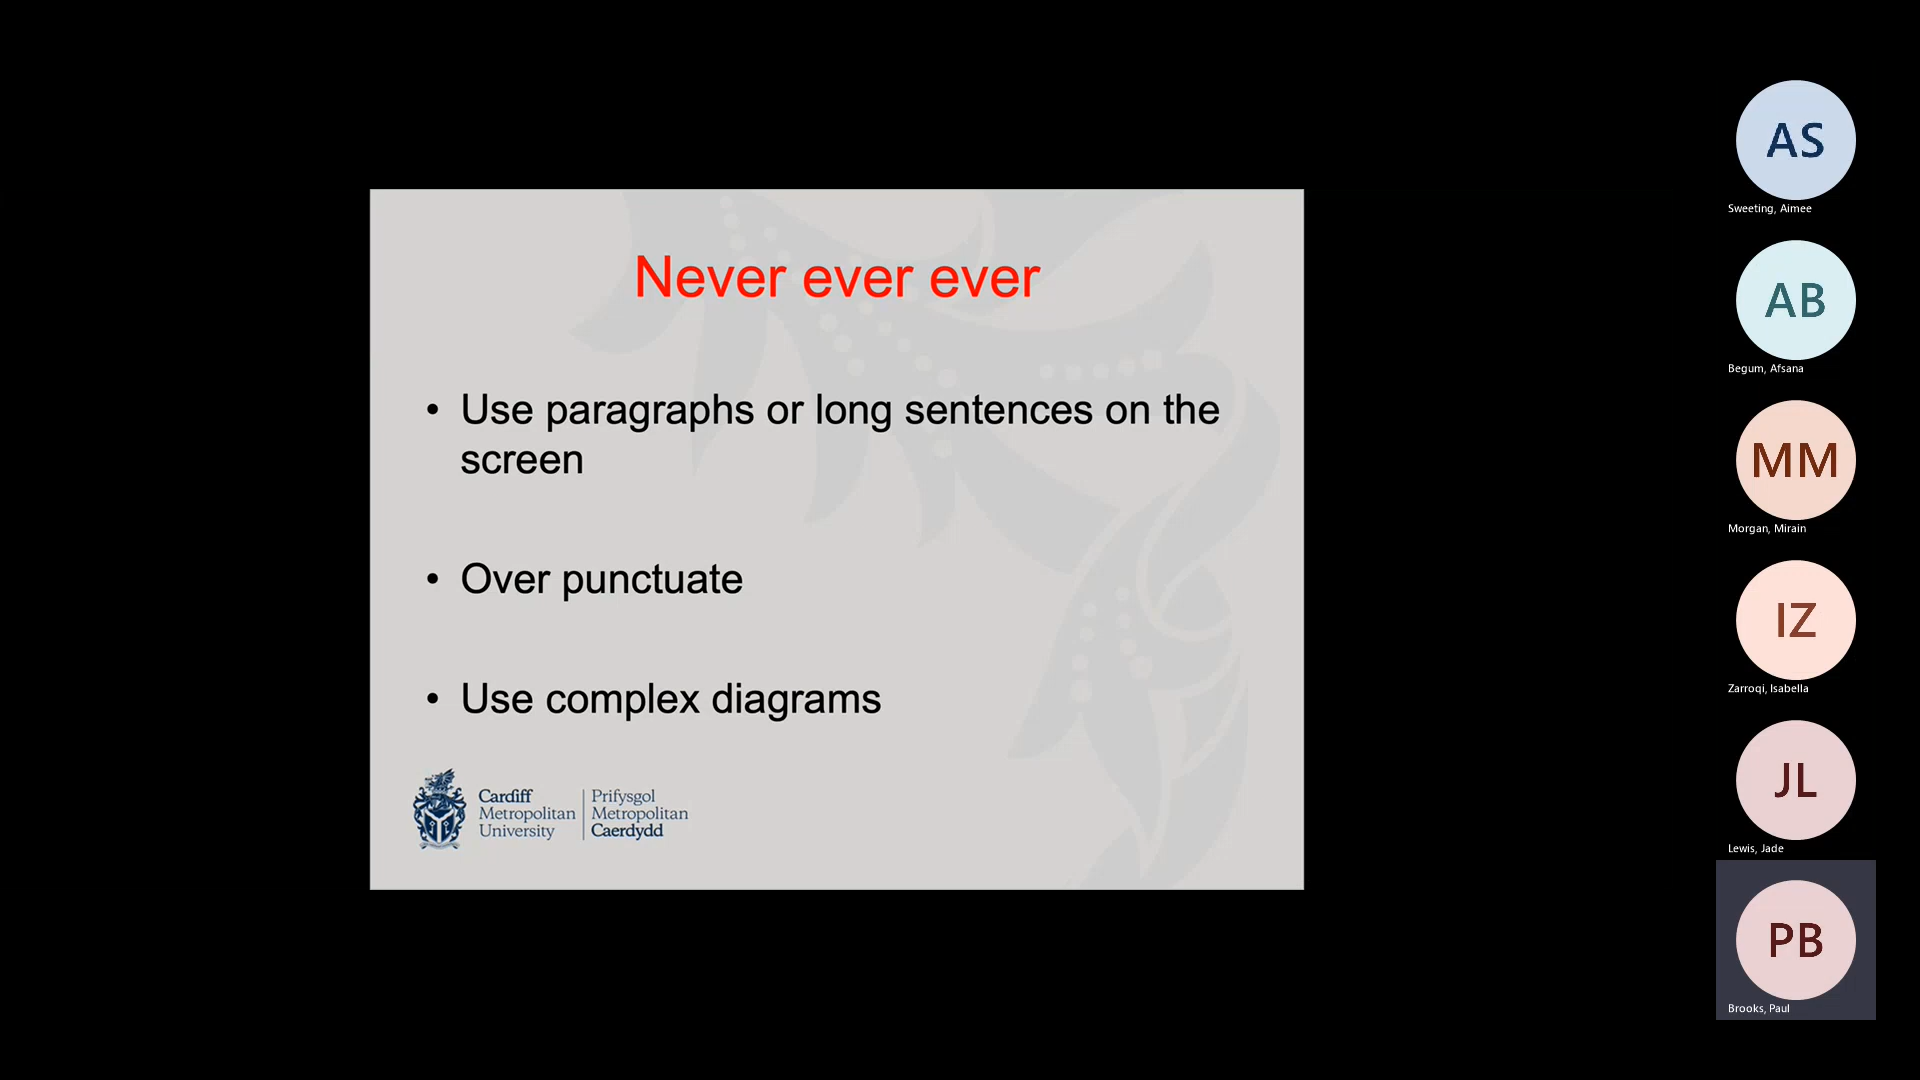 Never ever ever
• Use paragraphs or long sentences on the
screen
• Over punctuate
• Use complex diagrams
Cardiff
Metropolitan
University
Prifysgol
Metropolitan
Caerdydd
AS
Sweeting, Aimee
AB
Begum, Afsana
MM
Morgan, Mirain
IZ
Zarroqi, Isabella
JL
Lewis, Jade
PB
Brooks, Paul